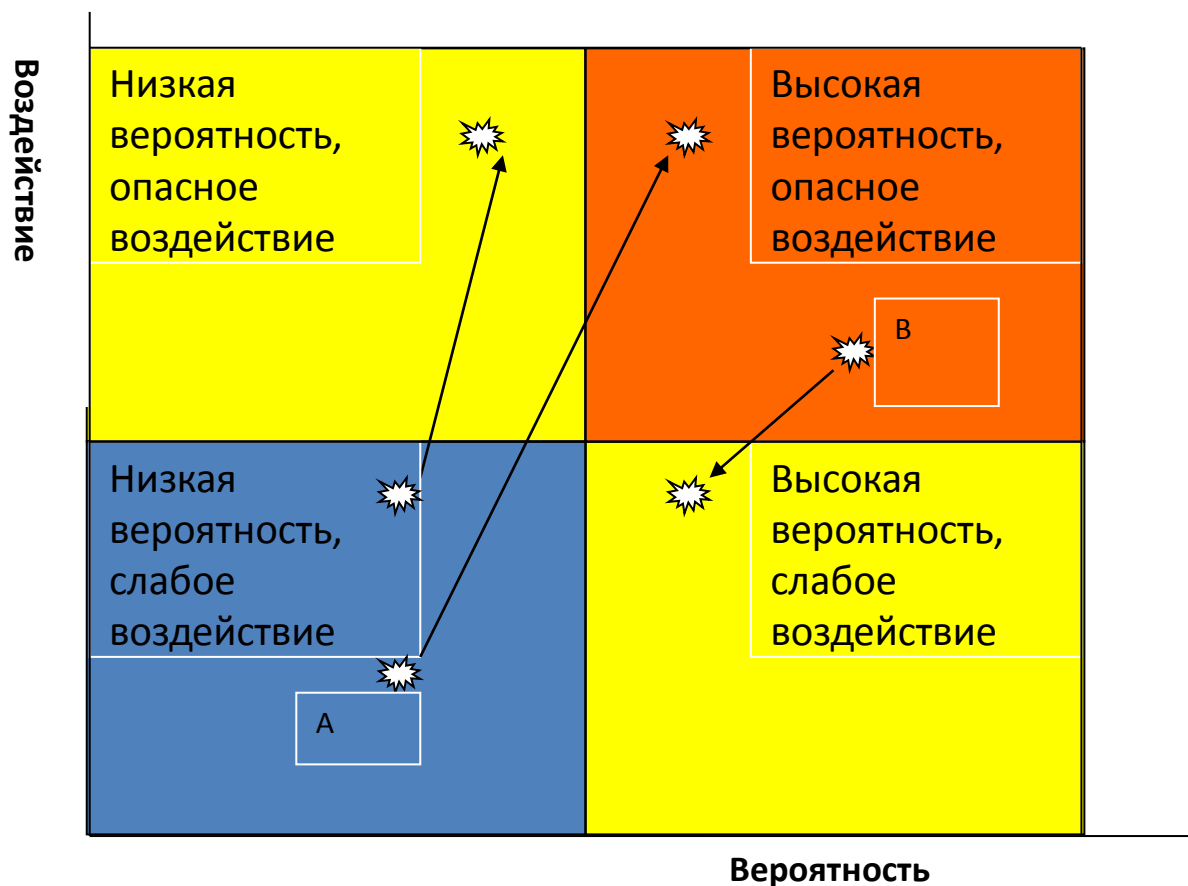 Воздействие
Низкая
вероятность,
опасное
воздействие
Высокая
вероятность,
опасное
воздействие
В
Низкая
вероятность,
слабое
воздействие
Высокая
вероятность,
слабое
воздействие
А
Вероятность